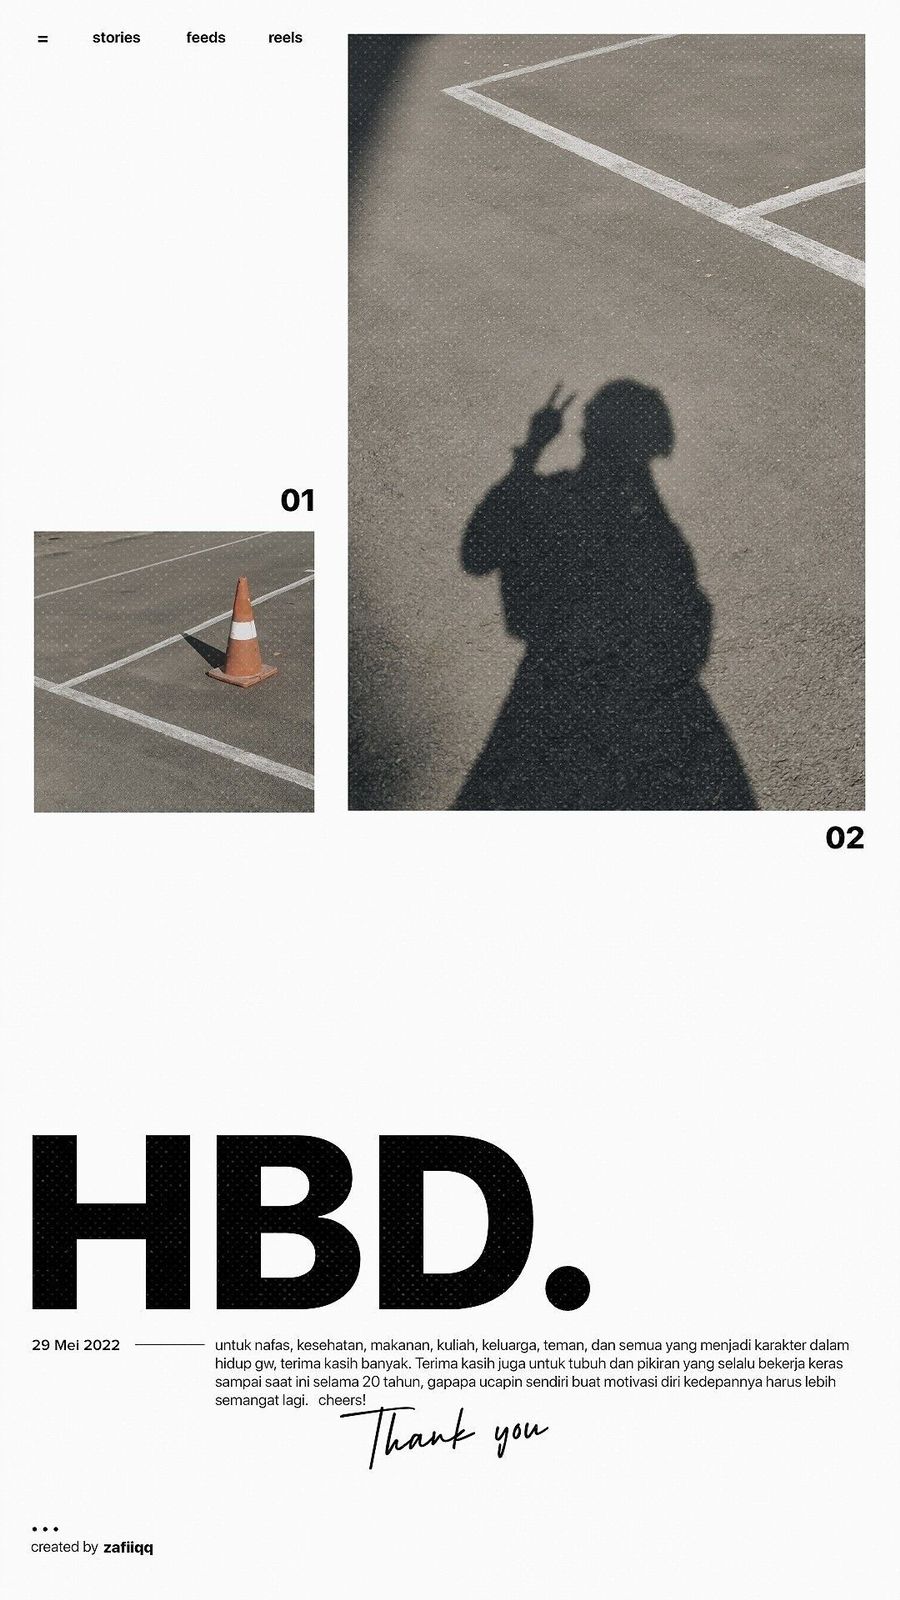 = stories feeds reels
01
02
HBD.
29 Mei 2022
untuk nafas, kesehatan, makanan, kuliah, keluarga, teman, dan semua yang menjadi karakter dalam
hidup gw, terima kasih banyak. Terima kasih juga untuk tubuh dan pikiran yang selalu bekerja keras
sampai saat ini selama 20 tahun, gapapa ucapin sendiri buat motivasi diri kedepannya harus lebih
semangat lagi. cheers!
Thank you
...
created by zafiiqq